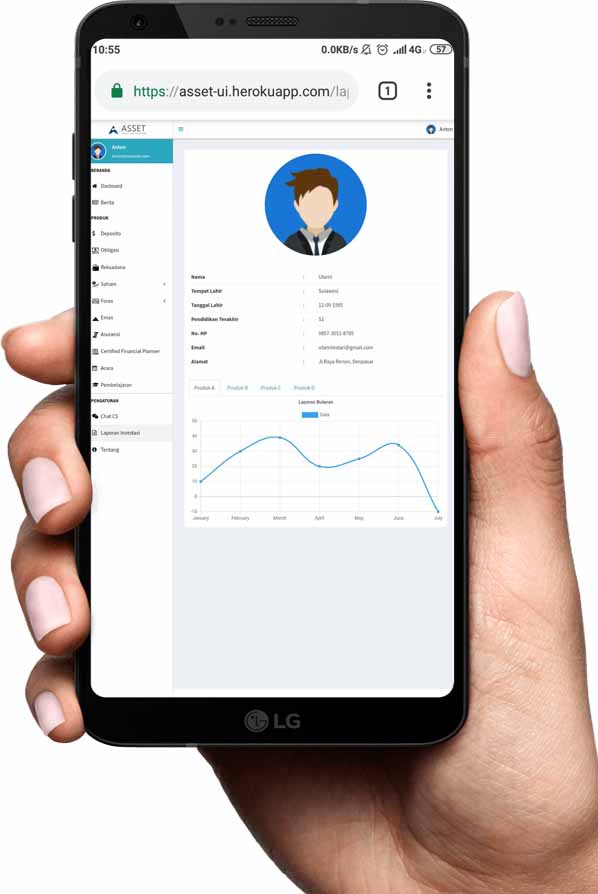 10:55
0.0KB/s 4G 57
https://asset-ui.herokuapp.com/la
1
ASSET
Anton
Anton
BERANDA
Dasboard
Berita
PRODUK
Deposito
Obligasi
Reksadana
Saham
Forex
Emas
Asuransi
Certified Financial Planner
Acara
Pembelajaran
PENGATURAN
Chat CS
Laporan Investasi
Tentang
Nama : Utami
Tempat Lahir : Sulawesi
Tanggal Lahir : 12-09-1985
Pendidikan Terakhir : S1
No. HP : 0857-3051-8785
Email : utamilestari@gmail.com
Alamat : Jl.Raya Renon, Denpasar
Produk A Produk B Produk C Produk D
Laporan Bulanan
Data
50
40
30
20
10
0
-10
January February March April May June July
LG